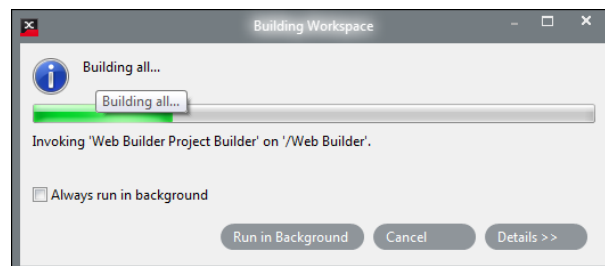 Building Workspace
Building all...
Building all...
Invoking 'Web Builder Project Builder' on '/Web Builder'.
Always run in background
Run in Background Cancel Details >>